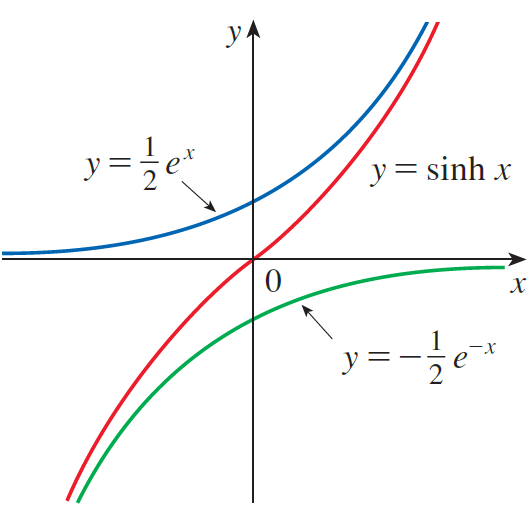 y
y = 1/2 e^x
y = sinh x
0
x
y = -1/2 e^-x